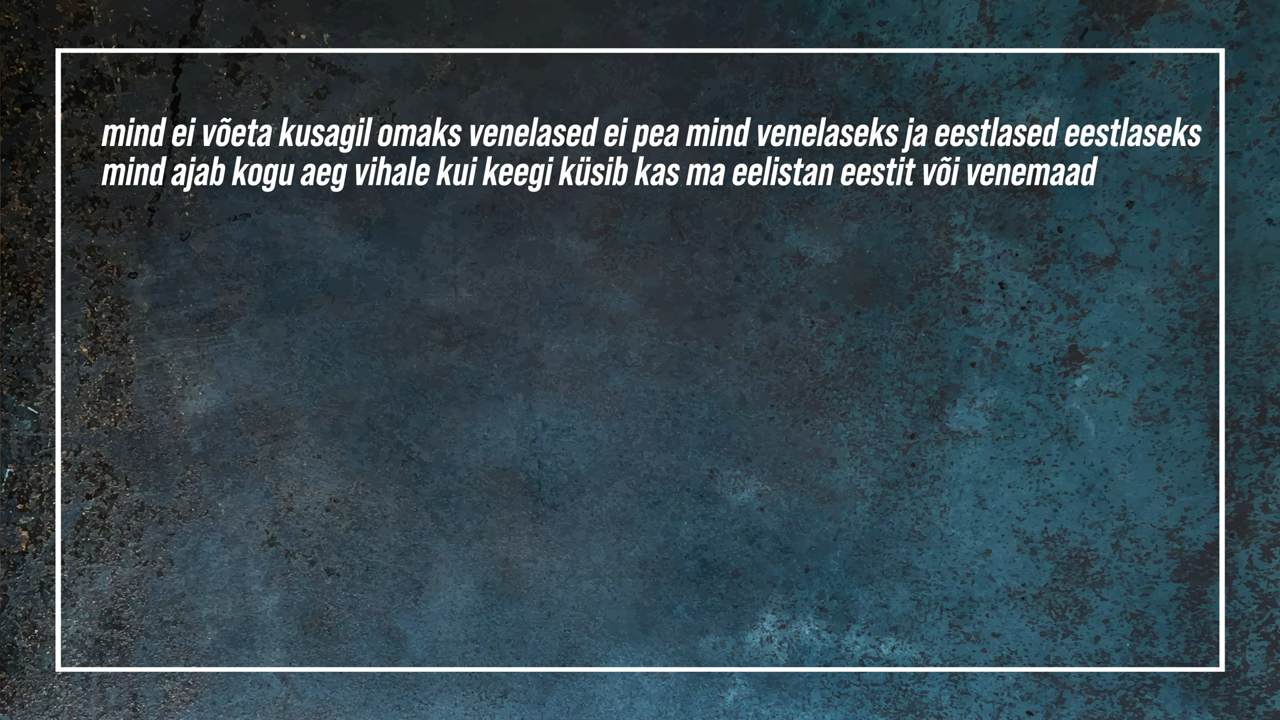 mind ei võeta kusagil omaks venelased ei pea mind venelaseks ja eestlased eestlaseks
mind ajab kogu aeg vihale kui keegi küsib kas ma eelistan eestit või venemaad